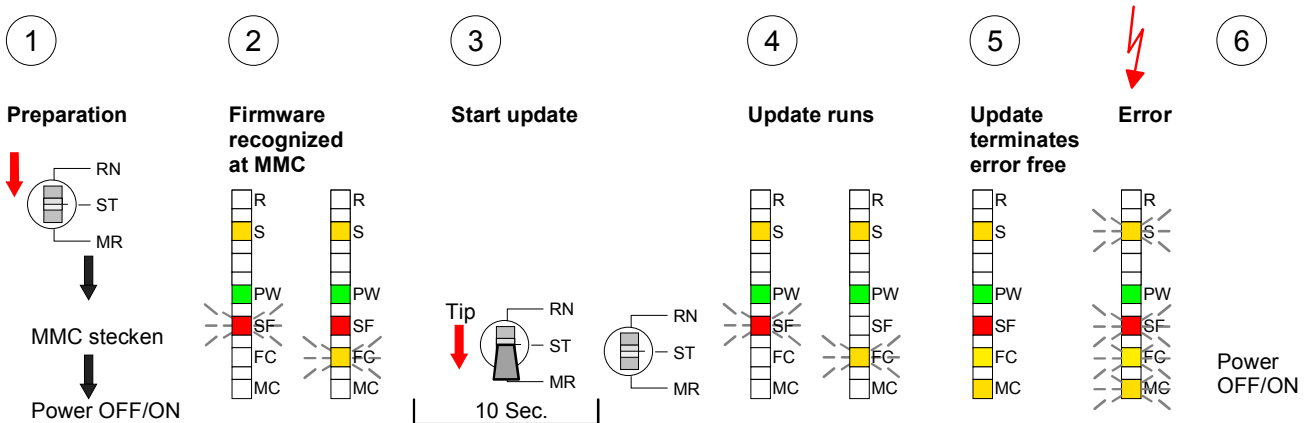 1
Preparation
RN
ST
MR
MMC stecken
Power OFF/ON
2
Firmware
recognized
at MMC
R
S
PW
SF
FC
MC
R
S
PW
SF
FC
MC
3
Start update
Tip
RN
ST
MR
10 Sec.
RN
ST
MR
4
Update runs
R
S
PW
SF
FC
MC
R
S
PW
SF
FC
MC
5
Update
terminates
error free
R
S
PW
SF
FC
MC
Error
R
S
PW
SF
FC
MC
6
Power
OFF/ON